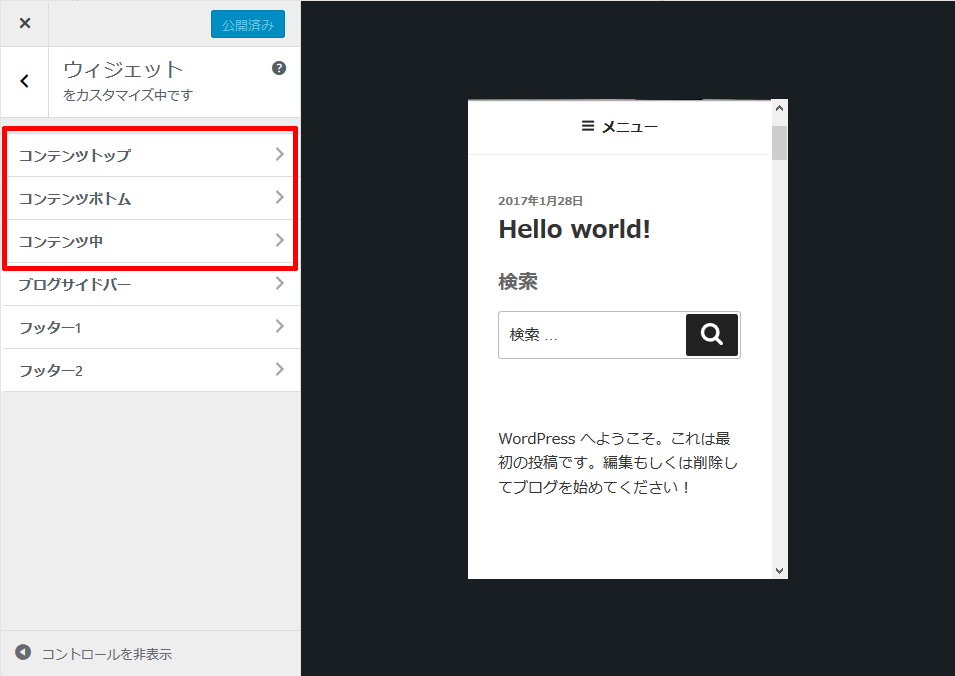 公開済み
ウィジェット
をカスタマイズ中です
コンテンツトップ
コンテンツボトム
コンテンツ中
ブログサイドバー
フッター1
フッター2
コントロールを非表示
メニュー
2017年1月28日
Hello world!
検索
検索 …
WordPress へようこそ。これは最
初の投稿です。編集もしくは削除し
てブログを始めてください！